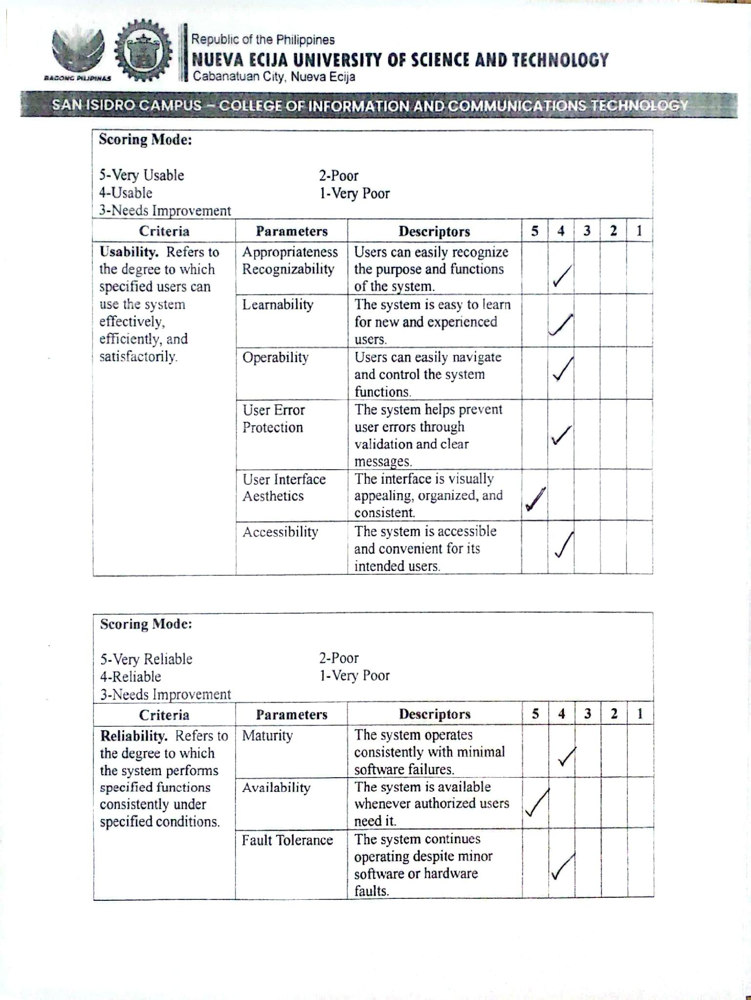 Republic of the Philippines
NUEVA ECIJA UNIVERSITY OF SCIENCE AND TECHNOLOGY
Cabanatuan City, Nueva Ecija
BAGONG PILIPINAS
SAN ISIDRO CAMPUS – COLLEGE OF INFORMATION AND COMMUNICATIONS TECHNOLOGY
Scoring Mode:
5-Very Usable 2-Poor
4-Usable 1-Very Poor
3-Needs Improvement
Criteria Parameters Descriptors 5 4 3 2 1
Usability. Refers to
the degree to which
specified users can
use the system
effectively,
efficiently, and
satisfactorily.
Appropriateness
Recognizability
Users can easily recognize
the purpose and functions
of the system.
✓
Learnability
The system is easy to learn
for new and experienced
users.
✓
Operability
Users can easily navigate
and control the system
functions.
✓
User Error
Protection
The system helps prevent
user errors through
validation and clear
messages.
✓
User Interface
Aesthetics
The interface is visually
appealing, organized, and
consistent.
✓
Accessibility
The system is accessible
and convenient for its
intended users.
✓
Scoring Mode:
5-Very Reliable 2-Poor
4-Reliable 1-Very Poor
3-Needs Improvement
Criteria Parameters Descriptors 5 4 3 2 1
Reliability. Refers to
the degree to which
the system performs
specified functions
consistently under
specified conditions.
Maturity
The system operates
consistently with minimal
software failures.
✓
Availability
The system is available
whenever authorized users
need it.
✓
Fault Tolerance
The system continues
operating despite minor
software or hardware
faults.
✓